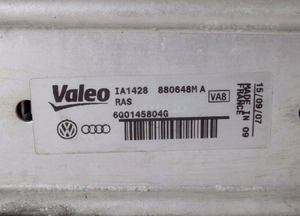 Valeo
IA1428 880648M A
RAS
VA8
6Q0145804G
15/09/07
MADE IN 09
FRANCE